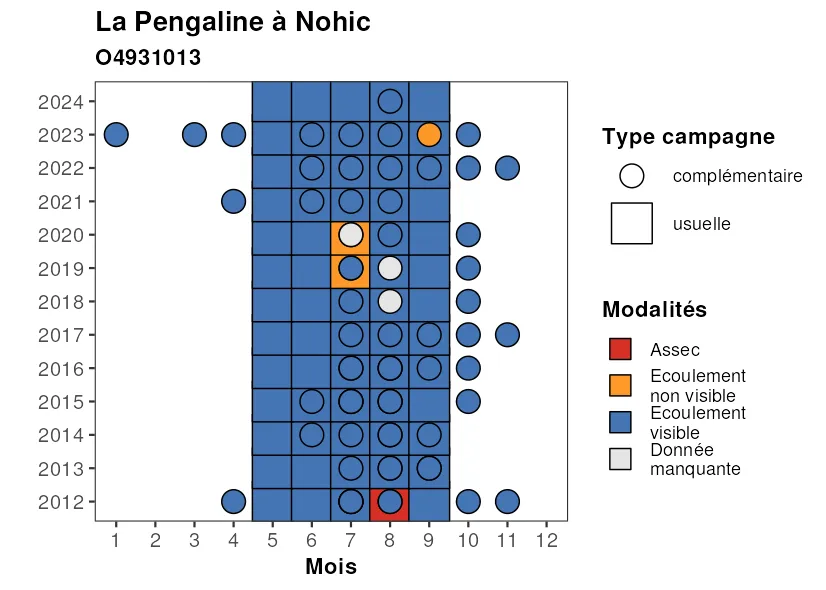 La Pengaline à Nohic
O4931013
2024
2023
2022
2021
2020
2019
2018
2017
2016
2015
2014
2013
2012
1 2 3 4 5 6 7 8 9 10 11 12
Mois
Type campagne
complémentaire
usuelle
Modalités
Assec
Ecoulement
non visible
Ecoulement
visible
Donnée
manquante